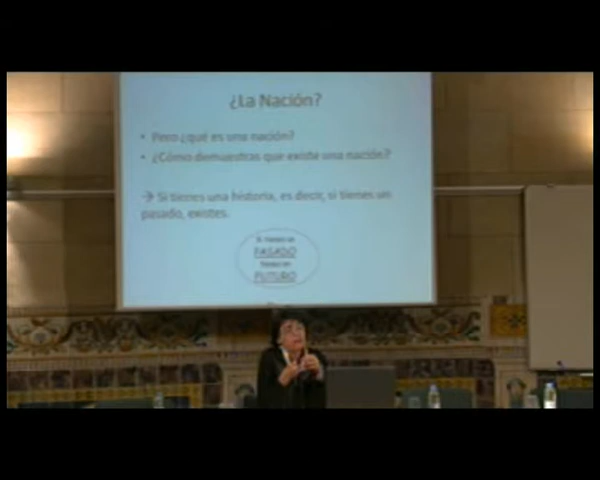 ¿La Nación?
• Pero ¿qué es una nación?
• ¿Cómo demuestras que existe una nación?
→ Si tienes una historia, es decir, si tienes un
pasado, existes.
PASADO
FUTURO